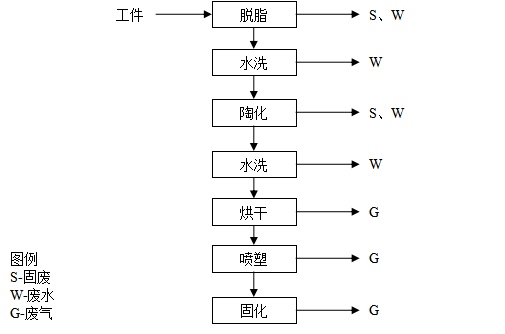 工件 脱脂 S、W
水洗 W
陶化 S、W
水洗 W
烘干 G
喷塑 G
固化 G
图例
S-固废
W-废水
G-废气